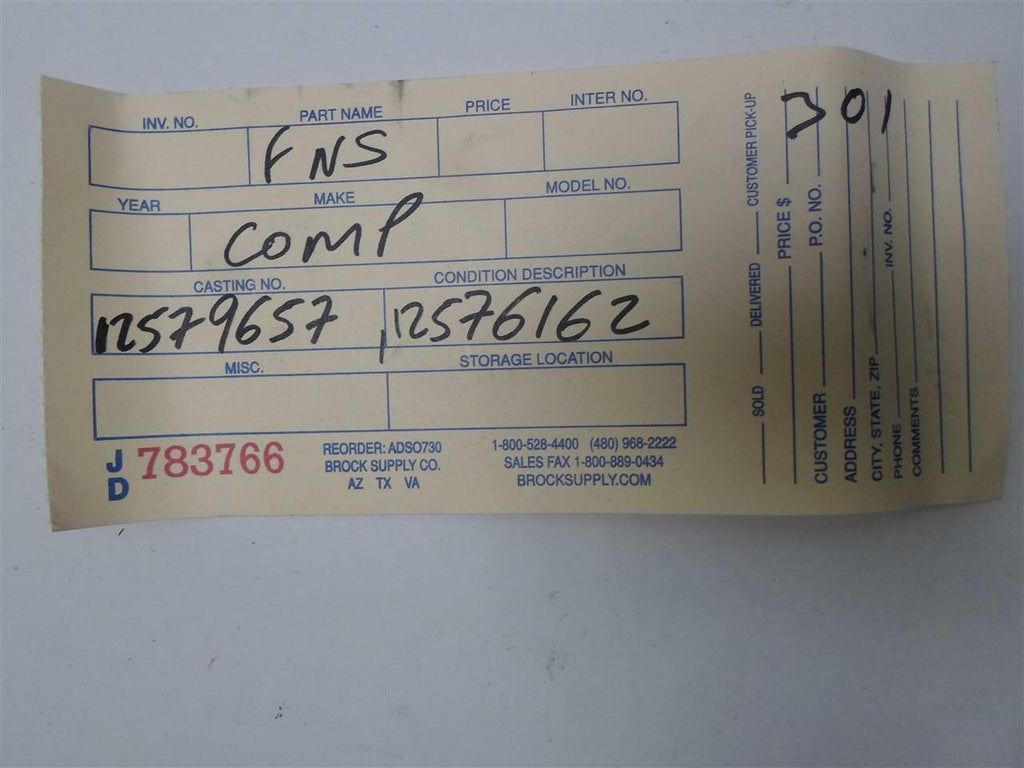 INV. NO. PART NAME PRICE INTER NO.
FNS
YEAR MAKE MODEL NO.
COMP
CASTING NO. CONDITION DESCRIPTION
12579657, 12576162
MISC. STORAGE LOCATION
JD 783766
REORDER: ADSO730
BROCK SUPPLY CO.
AZ TX VA
1-800-528-4400 (480) 968-2222
SALES FAX 1-800-889-0434
BROCKSUPPLY.COM
SOLD DELIVERED CUSTOMER PICK-UP
PRICE $
CUSTOMER P.O. NO.
ADDRESS
CITY, STATE, ZIP
PHONE INV. NO.
COMMENTS
01